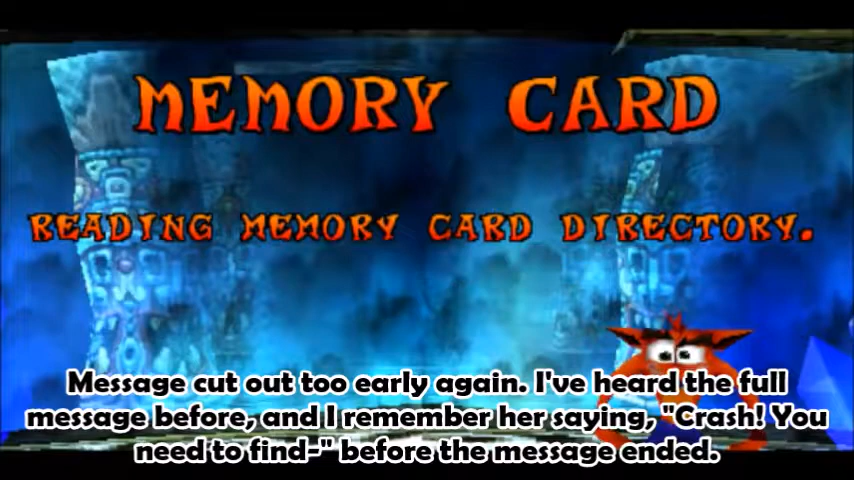 MEMORY CARD
READING MEMORY CARD DIRECTORY.
Message cut out too early again. I've heard the full
message before, and I remember her saying, "Crash! You
need to find-" before the message ended.